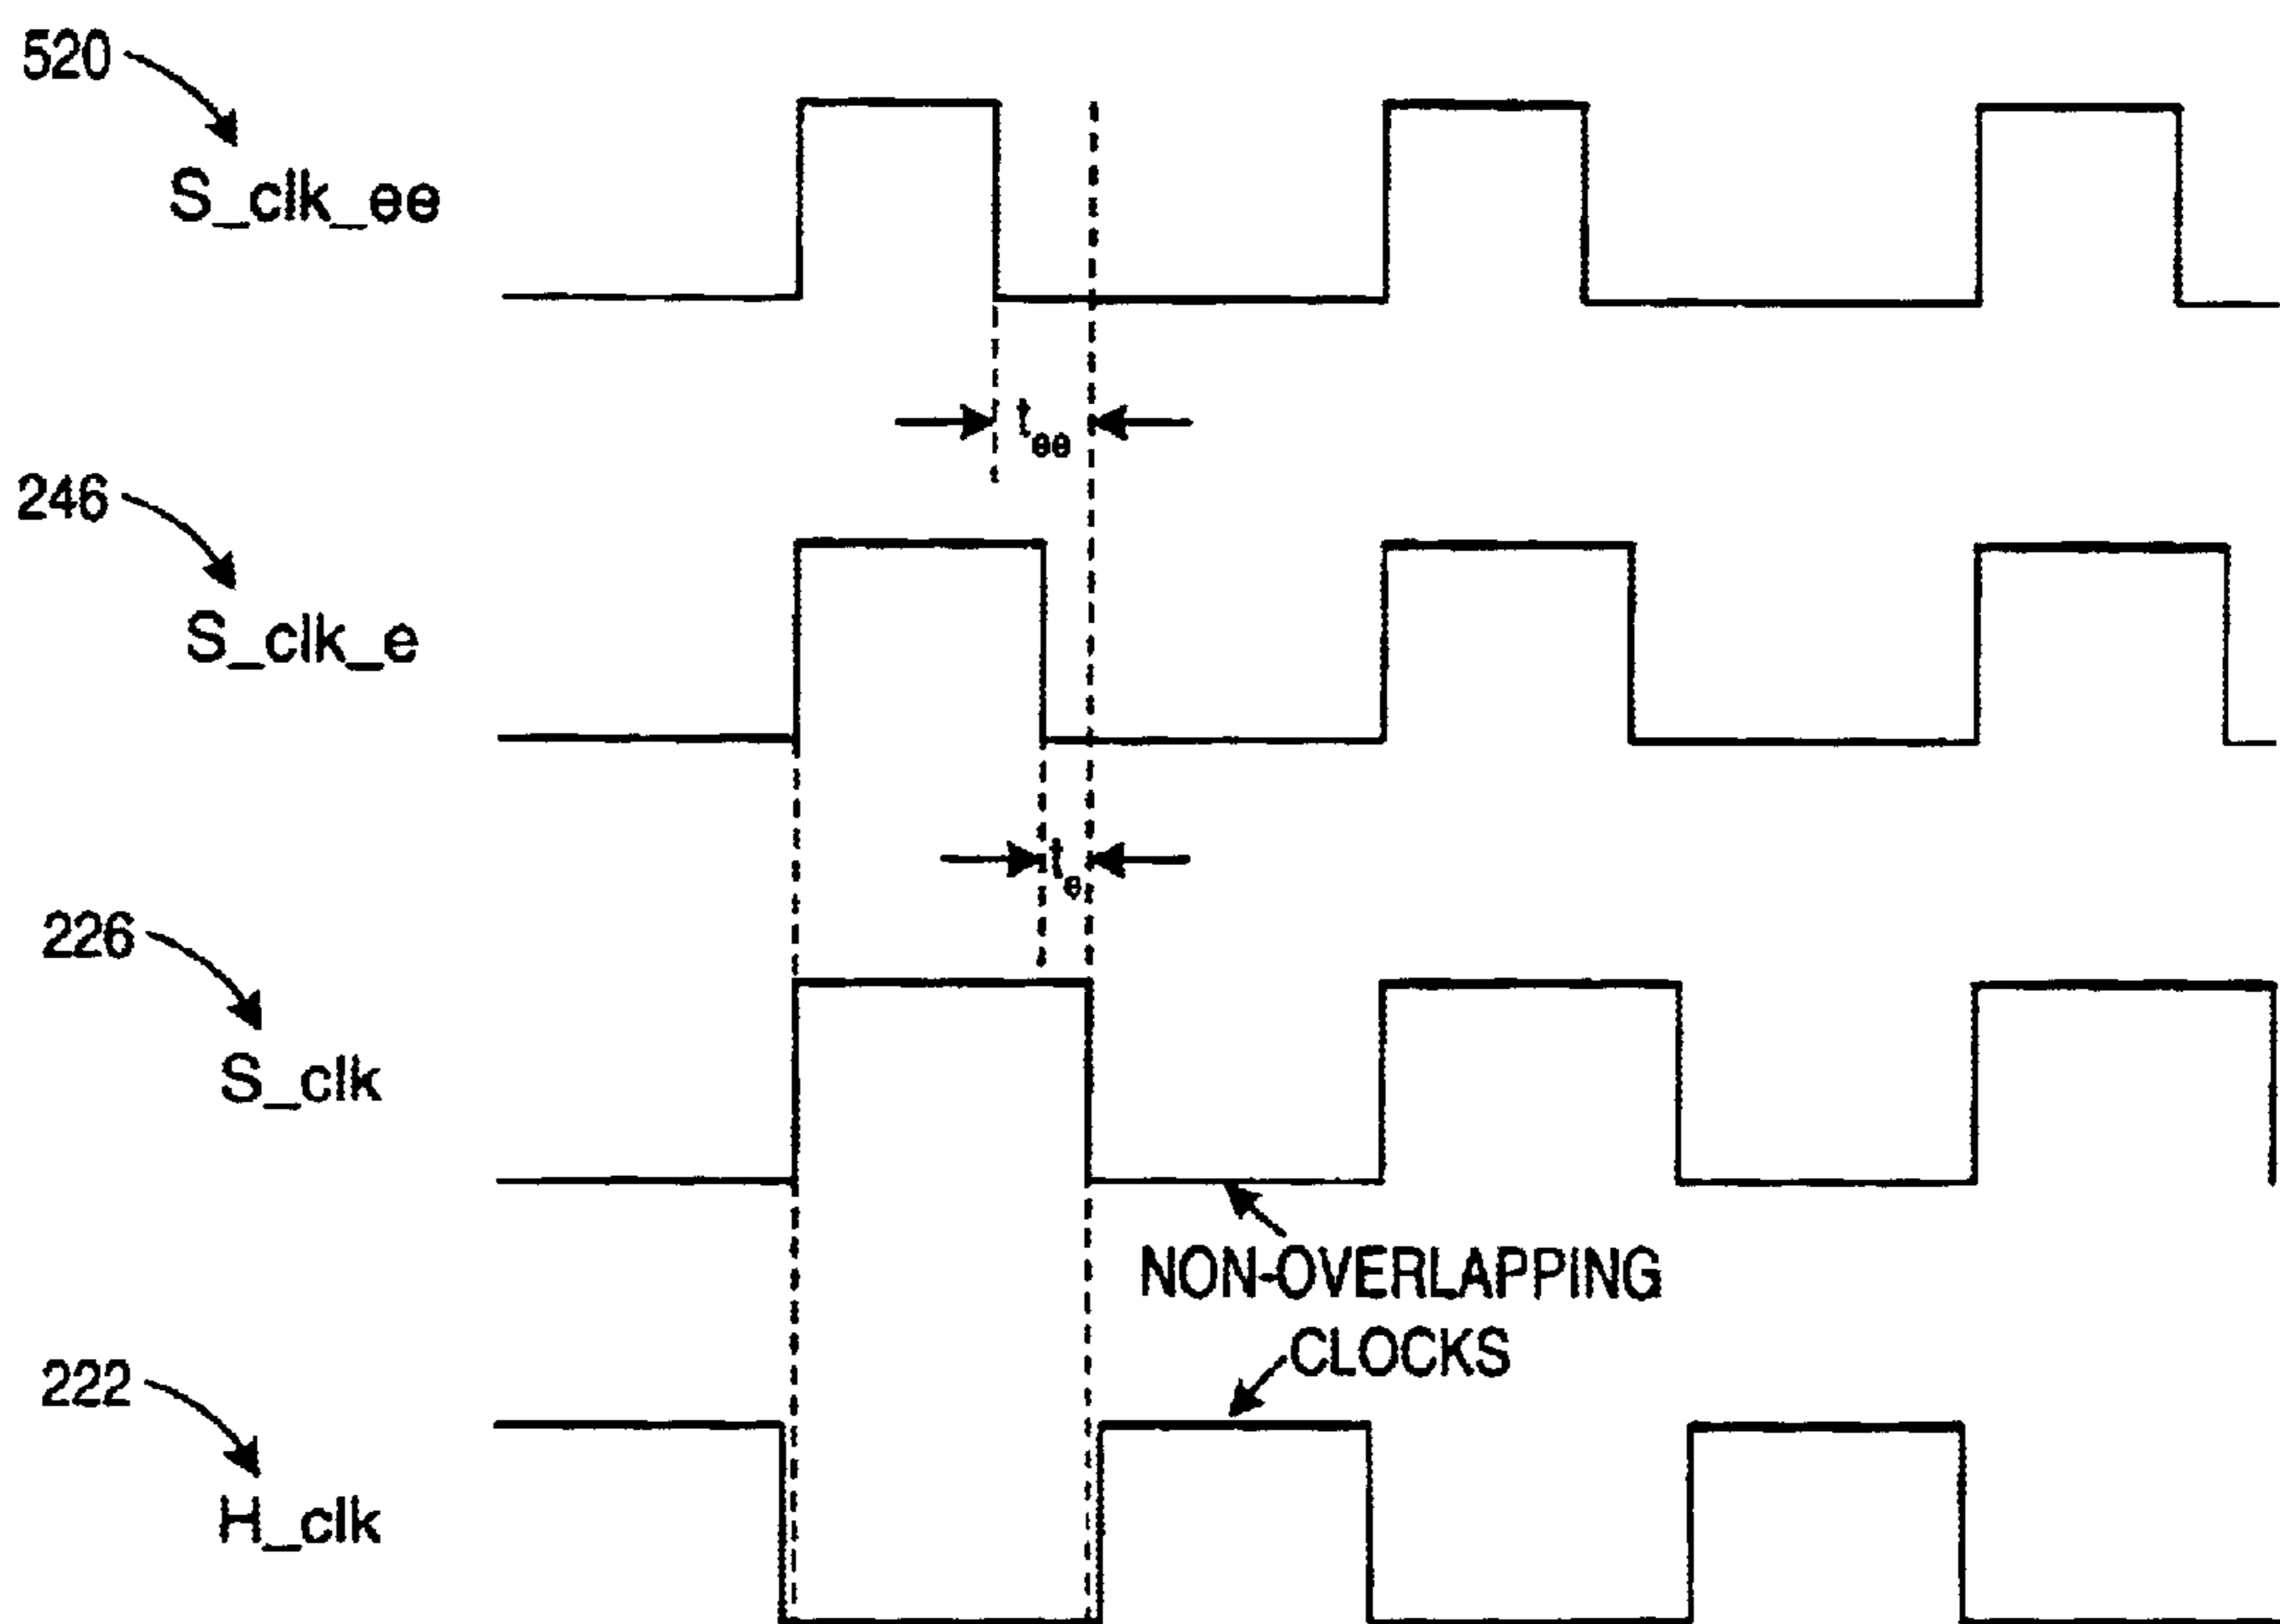 520
S_clk_ee
t_ee
246
S_clk_e
t_e
226
S_clk
NON-OVERLAPPING
CLOCKS
222
H_clk